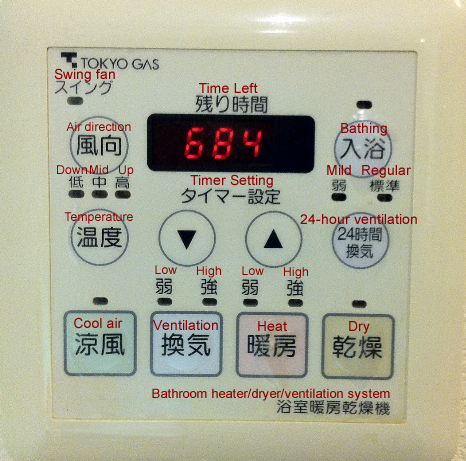 TOKYO GAS
Swing fan
スイング
Time Left
残り時間
684
Air direction
風向
Bathing
入浴
Down Mid Up
低 中 高
Timer Setting
タイマー設定
Mild Regular
弱 標準
Temperature
温度
▼ ▲
24-hour ventilation
24時間
換気
Low High Low High
弱 強 弱 強
Cool air Ventilation Heat Dry
涼風 換気 暖房 乾燥
Bathroom heater/dryer/ventilation system
浴室暖房乾燥機